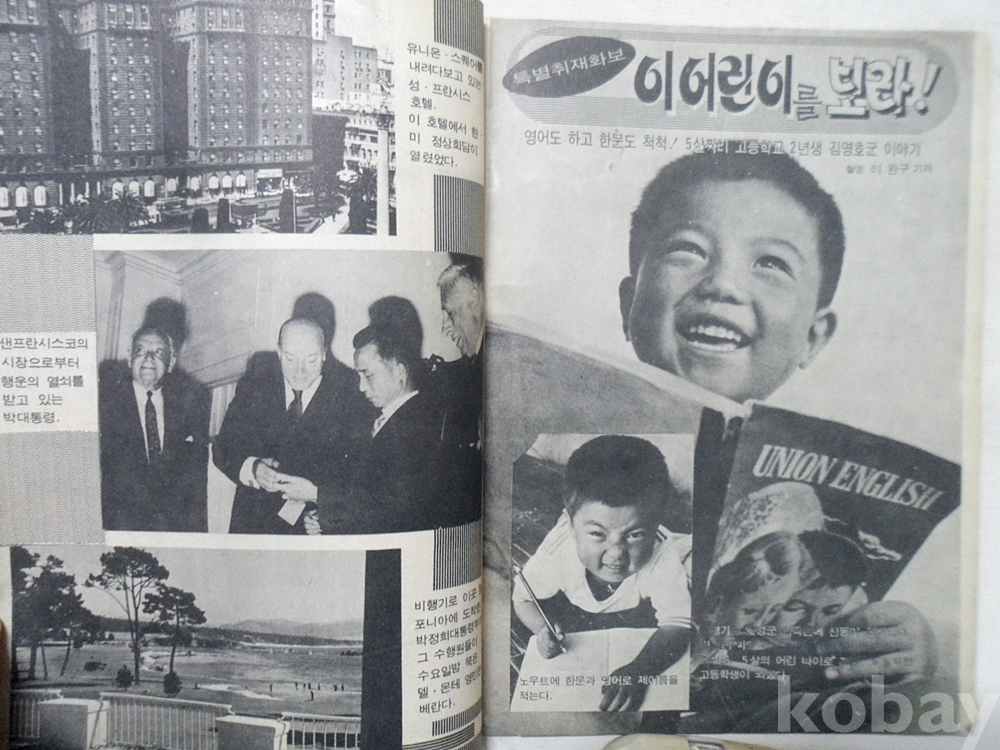 유니온·스퀘어를
내려다보고 있는
성·프란시스
호텔.
이 호텔에서 한·
미 정상회담이
열렸었다.
샌프란시스코의
시장으로부터
행운의 열쇠를
받고 있는
박대통령.
비행기로 이곳
포니아에 도착한
박정희대통령
그 수행원들이
수요일밤 묵은
델·몬테
베란다.
특별취재화보
이 어린이를 보라!
영어도 하고 한문도 척척! 5살짜리 고등학교 2년생 김영호군 이야기
촬영 이 완구 기자
UNION ENGLISH
노우트에 한문과 영어로 제이름을
적는다.
5살의 어린 나이로
고등학생이
kobay